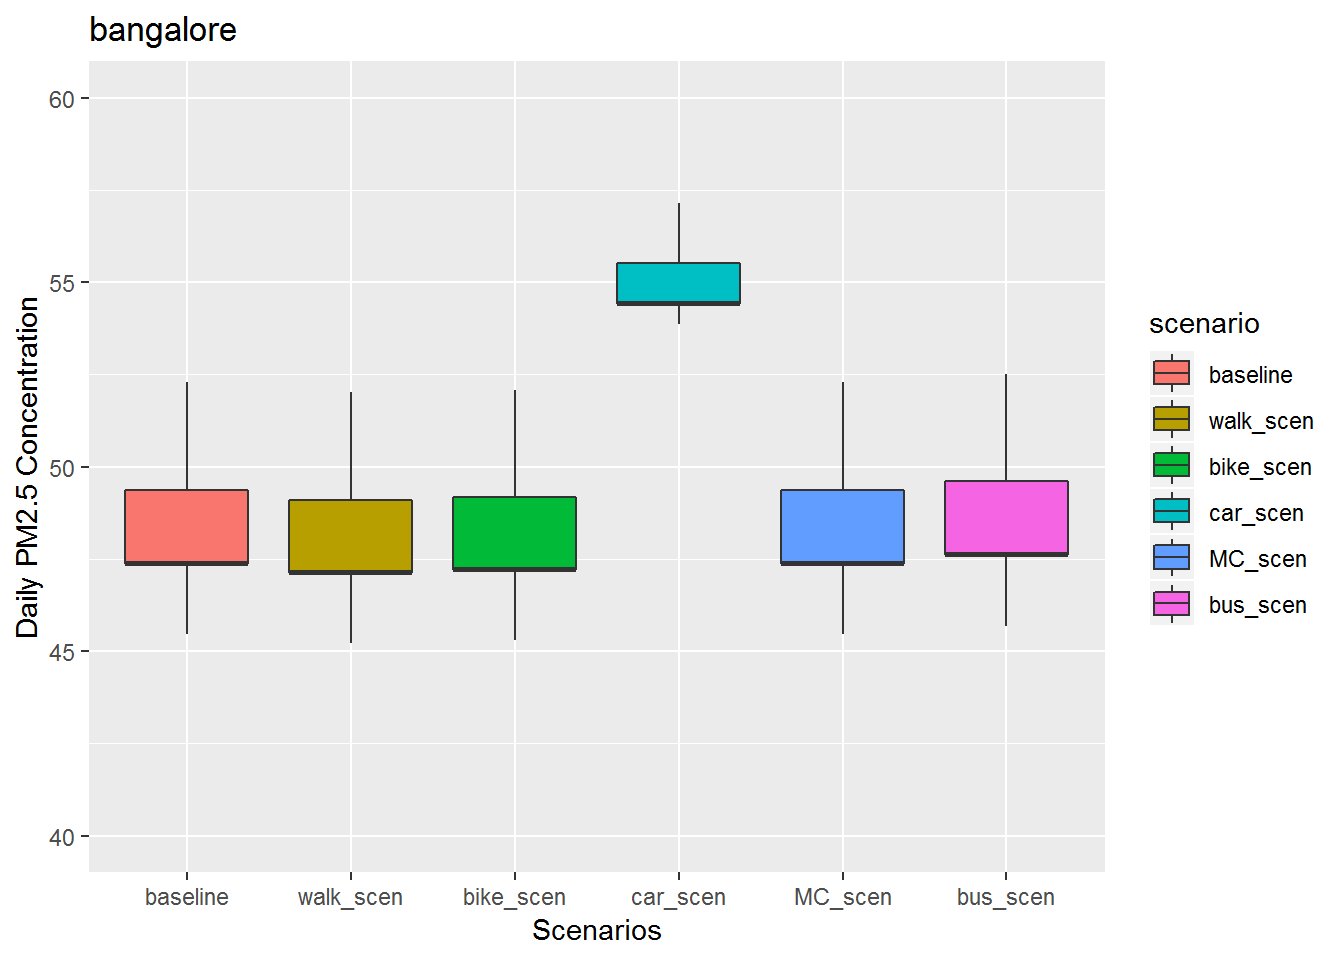 bangalore
60
55
50
45
40
Daily PM2.5 Concentration
baseline walk_scen bike_scen car_scen MC_scen bus_scen
Scenarios
scenario
baseline
walk_scen
bike_scen
car_scen
MC_scen
bus_scen